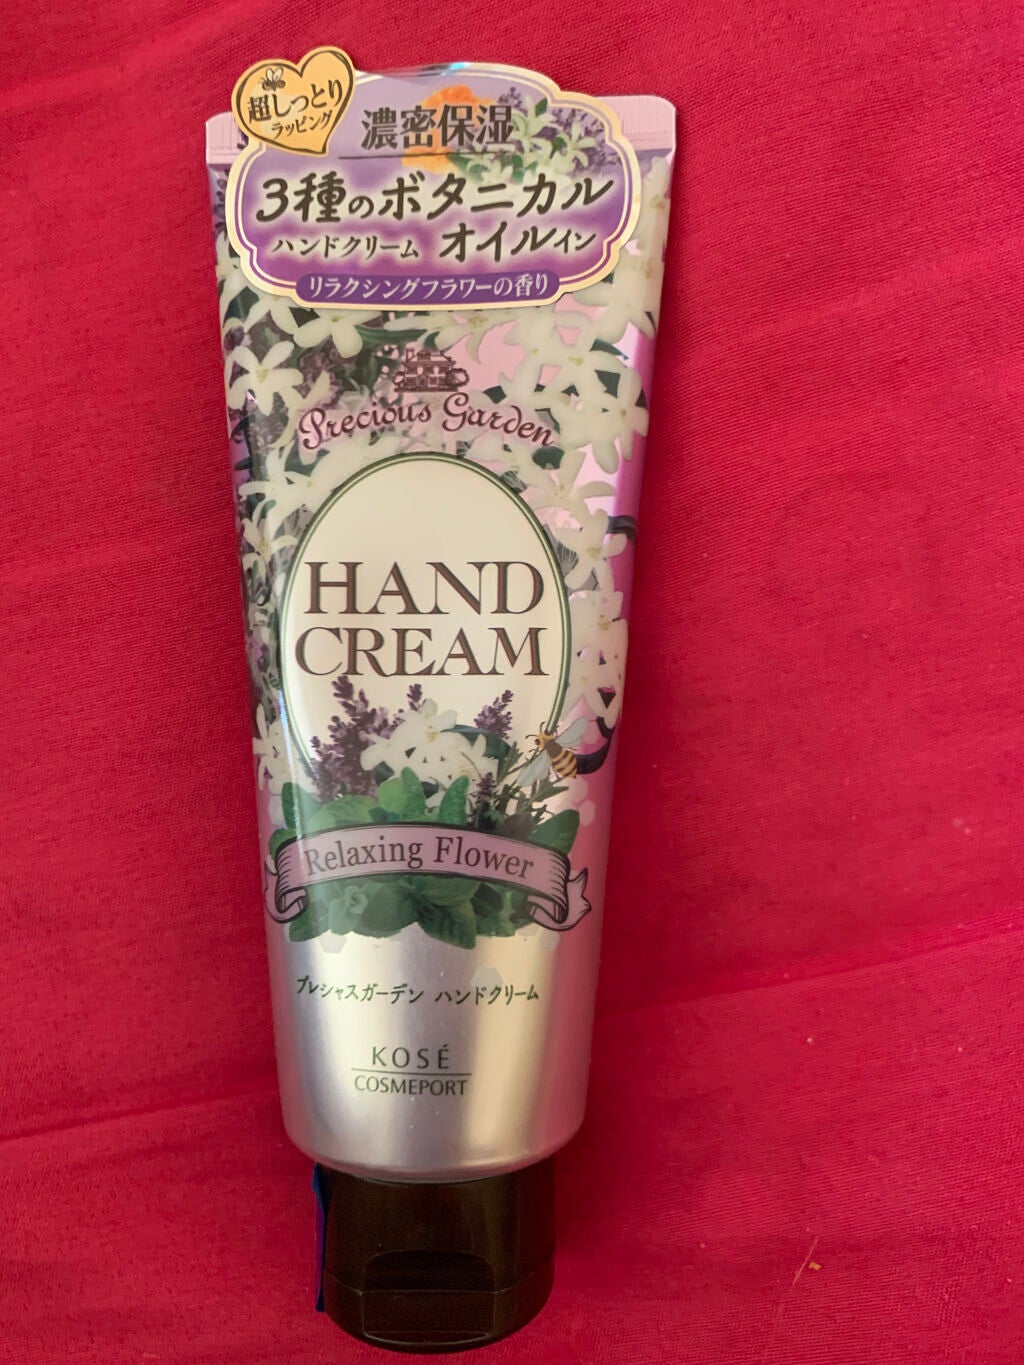 超しっとり
ラッピング
濃密保湿
3種のボタニカル
ハンドクリーム オイルイン
リラクシングフラワーの香り
Precious Garden
HAND
CREAM
Relaxing Flower
プレシャスガーデン ハンドクリーム
KOSÉ
COSMEPORT